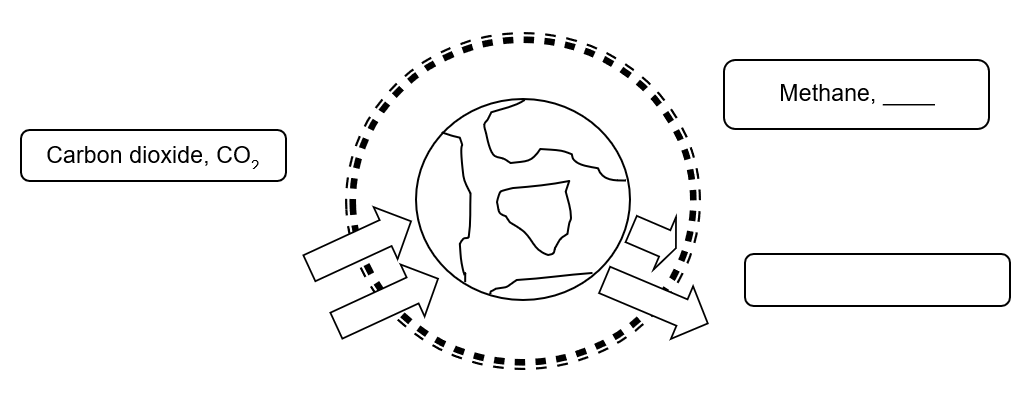 Methane, ____
Carbon dioxide, CO₂